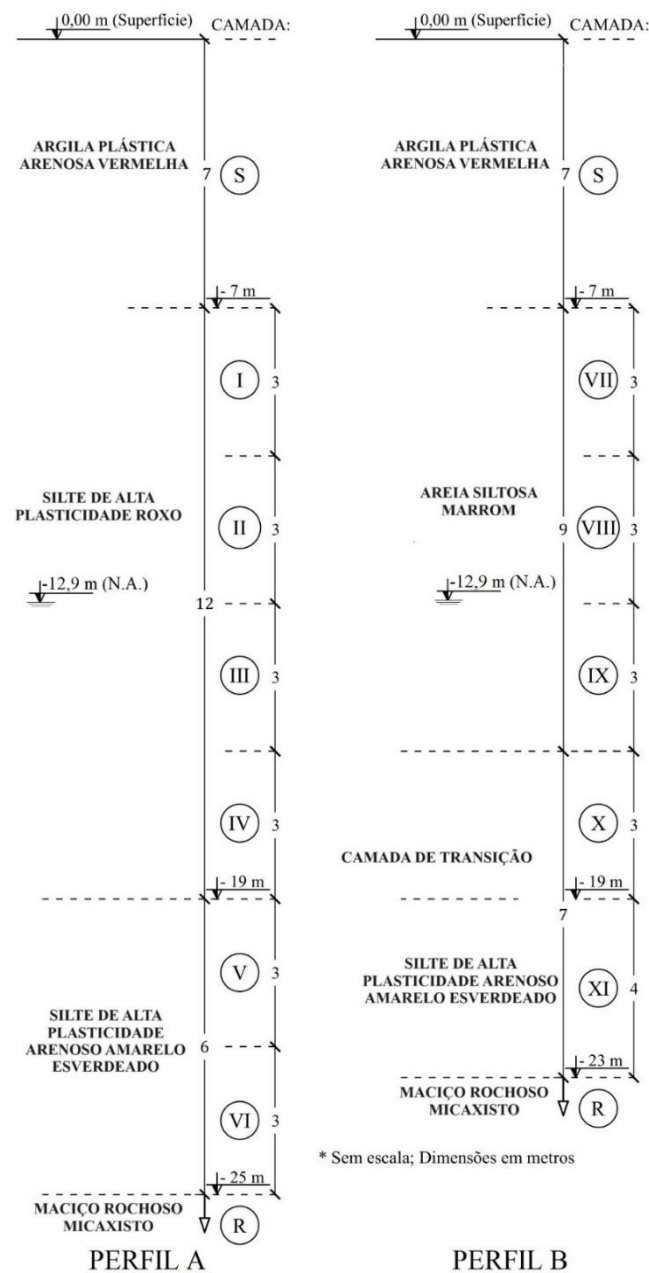 0,00 m (Superfície) CAMADA:
ARGILA PLÁSTICA
ARENOSA VERMELHA
7
S
- 7 m
I
3
SILTE DE ALTA
PLASTICIDADE ROXO
II
3
-12,9 m (N.A.)
12
III
3
IV
3
- 19 m
V
3
SILTE DE ALTA
PLASTICIDADE
ARENOSO AMARELO
ESVERDEADO
6
VI
3
- 25 m
MACIÇO ROCHOSO
MICAXISTO
R
PERFIL A
0,00 m (Superfície) CAMADA:
ARGILA PLÁSTICA
ARENOSA VERMELHA
7
S
- 7 m
VII
3
AREIA SILTOSA
MARROM
9
VIII
3
-12,9 m (N.A.)
IX
3
X
3
CAMADA DE TRANSIÇÃO
- 19 m
7
SILTE DE ALTA
PLASTICIDADE ARENOSO
AMARELO ESVERDEADO
XI
4
- 23 m
MACIÇO ROCHOSO
MICAXISTO
R
* Sem escala; Dimensões em metros
PERFIL B